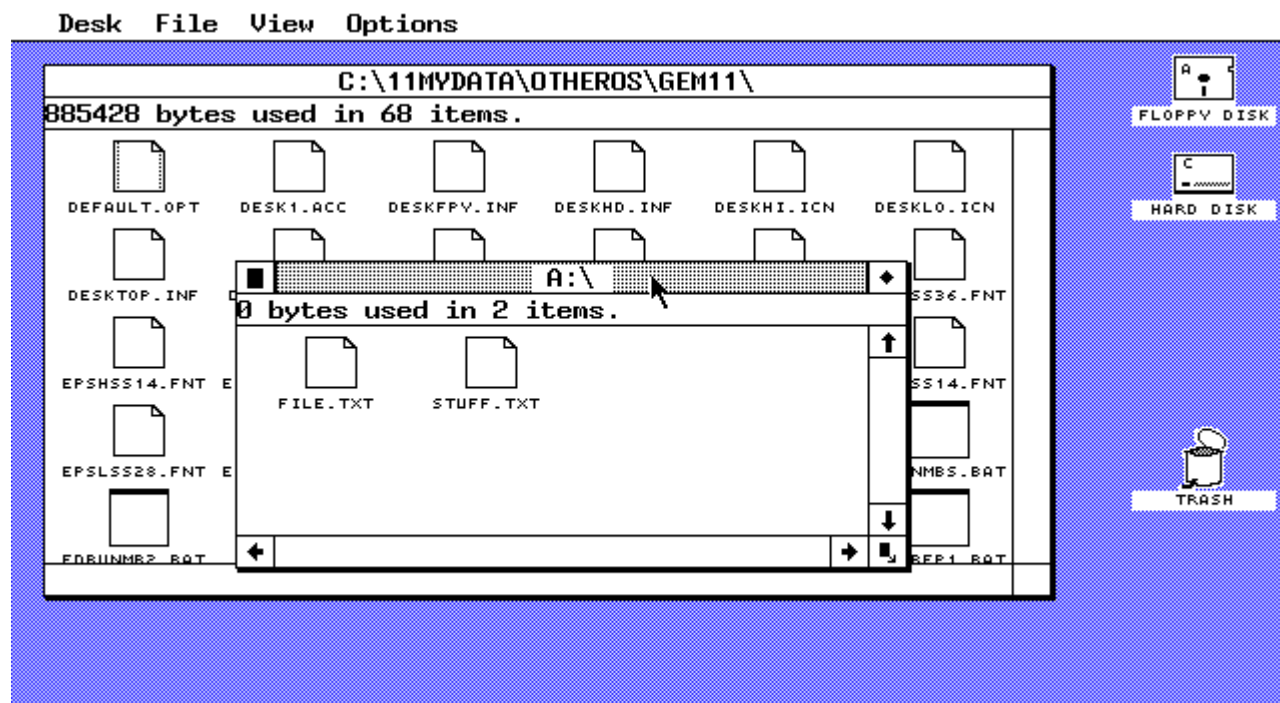 Desk File View Options
C:\11MYDATA\OTHEROS\GEM11\
885428 bytes used in 68 items.
DEFAULT.OPT DESK1.ACC DESKFPY.INF DESKHD.INF DESKHI.ICN DESKLO.ICN
DESKTOP.INF
SS36.FNT
EPSHSS14.FNT E
SS14.FNT
EPSLSS28.FNT E
NMBS.BAT
A:\
0 bytes used in 2 items.
FILE.TXT STUFF.TXT
A
FLOPPY DISK
C
HARD DISK
TRASH